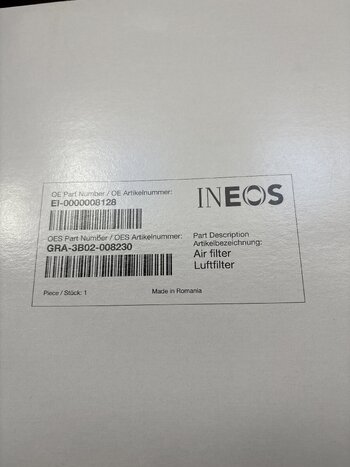 OE Part Number / OE Artikelnummer:
EI-0000008128
INEOS
OES Part Number / OES Artikelnummer:
GRA-3B02-008230
Part Description
Artikelbezeichnung:
Air filter
Luftfilter
Piece / Stück: 1
Made in Romania